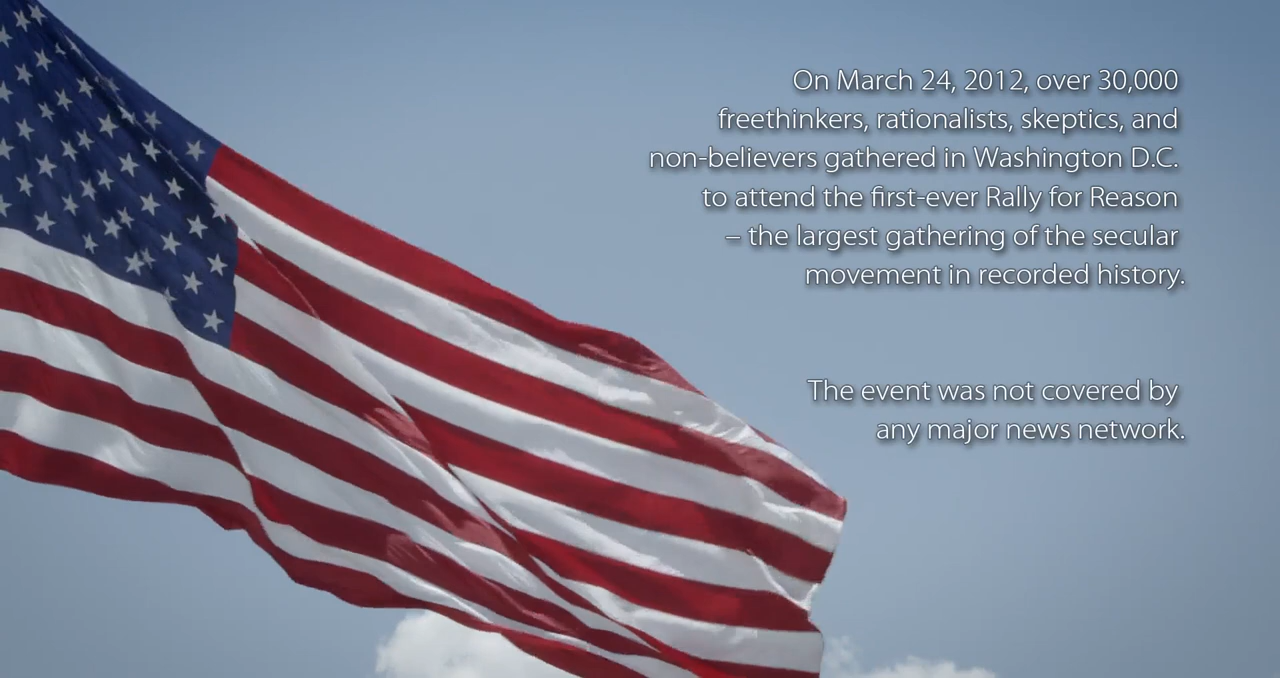 On March 24, 2012, over 30,000
freethinkers, rationalists, skeptics, and
non-believers gathered in Washington D.C.
to attend the first-ever Rally for Reason
– the largest gathering of the secular
movement in recorded history.
The event was not covered by
any major news network.